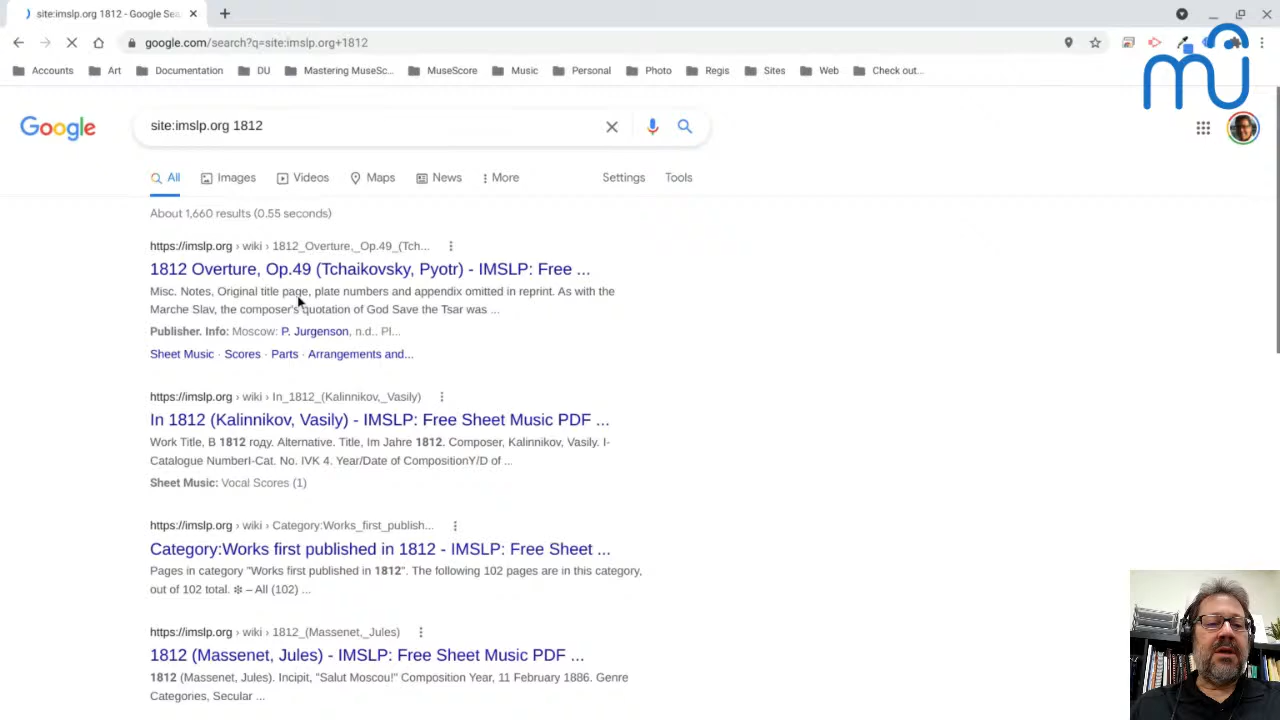 site:imslp.org 1812 - Google Sea
google.com/search?q=site:imslp.org+1812
Accounts Art Documentation DU Mastering MuseSc... MuseScore Music Personal Photo Regis Sites Web Check out...
mu
Google
site:imslp.org 1812
All Images Videos Maps News More Settings Tools
About 1,660 results (0.55 seconds)
https://imslp.org › wiki › 1812_Overture,_Op.49_(Tch...
1812 Overture, Op.49 (Tchaikovsky, Pyotr) - IMSLP: Free ...
Misc. Notes, Original title page, plate numbers and appendix omitted in reprint. As with the
Marche Slav, the composer's quotation of God Save the Tsar was ...
Publisher. Info: Moscow: P. Jurgenson, n.d.. Pl...
Sheet Music · Scores · Parts · Arrangements and...
https://imslp.org › wiki › In_1812_(Kalinnikov,_Vasily)
In 1812 (Kalinnikov, Vasily) - IMSLP: Free Sheet Music PDF ...
Work Title, В 1812 году. Alternative. Title, Im Jahre 1812. Composer, Kalinnikov, Vasily. I-
Catalogue NumberI-Cat. No. IVK 4. Year/Date of CompositionY/D of ...
Sheet Music: Vocal Scores (1)
https://imslp.org › wiki › Category:Works_first_publish...
Category:Works first published in 1812 - IMSLP: Free Sheet ...
Pages in category "Works first published in 1812". The following 102 pages are in this category,
out of 102 total. ✼ – All (102) ...
https://imslp.org › wiki › 1812_(Massenet,_Jules)
1812 (Massenet, Jules) - IMSLP: Free Sheet Music PDF ...
1812 (Massenet, Jules). Incipit, "Salut Moscou!" Composition Year, 11 February 1886. Genre
Categories, Secular ...